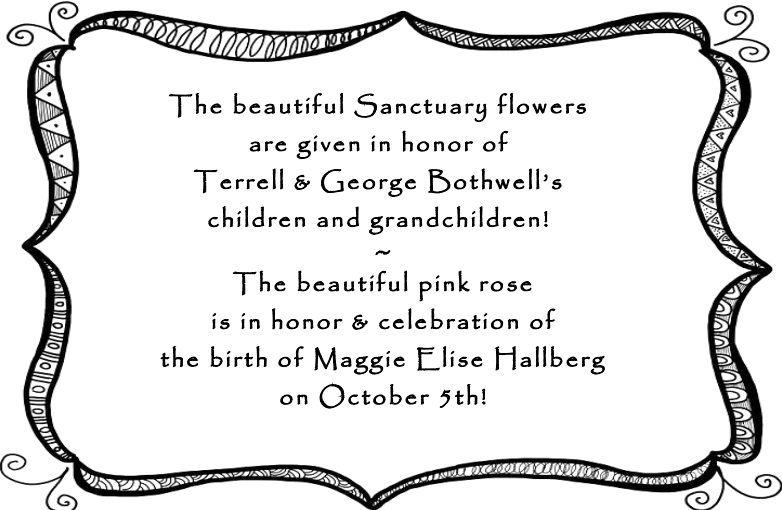 The beautiful Sanctuary flowers
are given in honor of
Terrell & George Bothwell's
children and grandchildren!
~
The beautiful pink rose
is in honor & celebration of
the birth of Maggie Elise Hallberg
on October 5th!